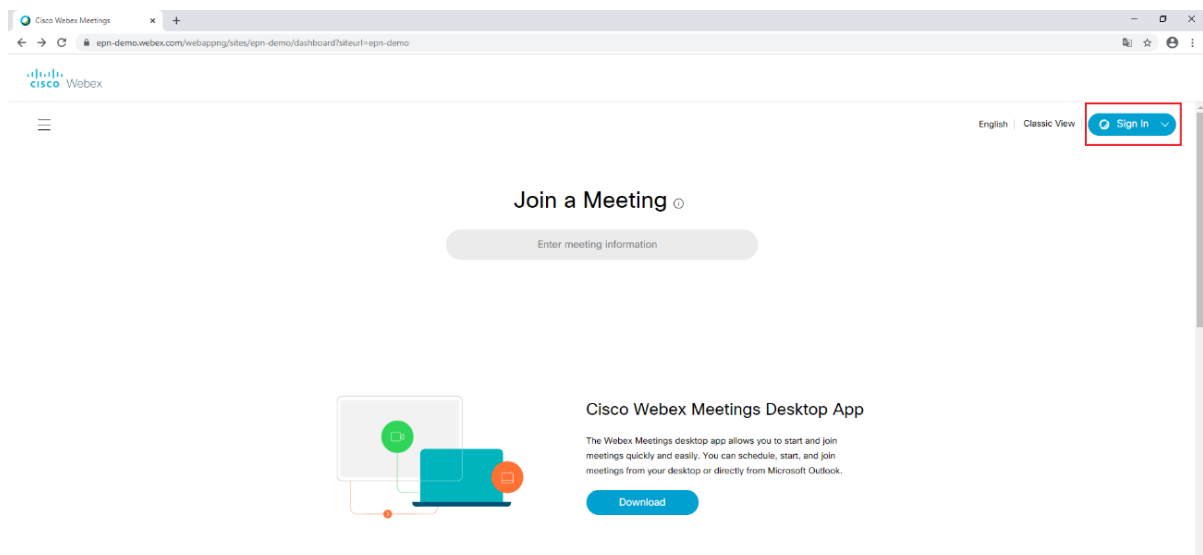 Cisco Webex Meetings
epn-demo.webex.com/webappng/sites/epn-demo/dashboard?siteurl=epn-demo
CISCO Webex
English | Classic View Sign In
Join a Meeting
Enter meeting information
Cisco Webex Meetings Desktop App
The Webex Meetings desktop app allows you to start and join
meetings quickly and easily. You can schedule, start, and join
meetings from your desktop or directly from Microsoft Outlook.
Download